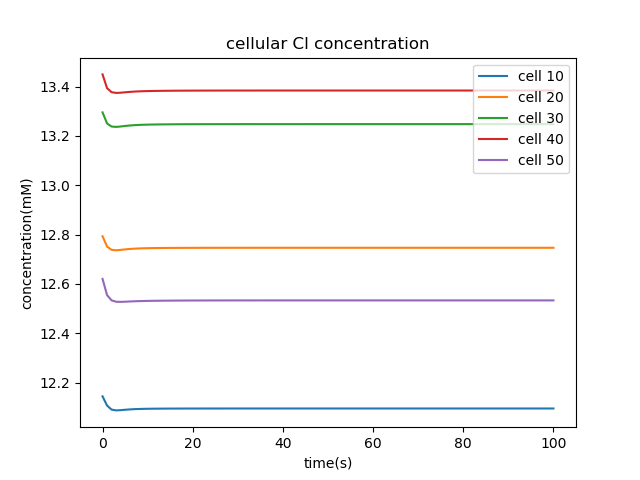 cellular Cl concentration
concentration(mM)
13.4
13.2
13.0
12.8
12.6
12.4
12.2
cell 10
cell 20
cell 30
cell 40
cell 50
0
20
40
60
80
100
time(s)